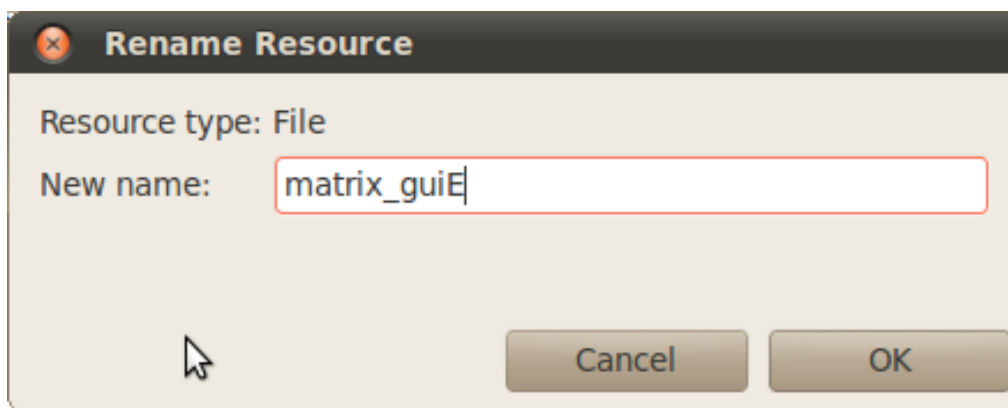 Rename Resource
Resource type: File
New name: matrix_guiE
Cancel OK